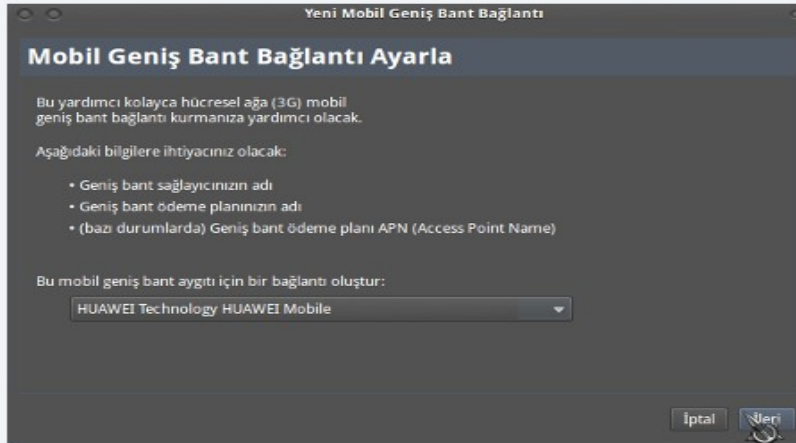 Yeni Mobil Geniş Bant Bağlantı
Mobil Geniş Bant Bağlantı Ayarla
Bu yardımcı kolayca hücresel ağa (3G) mobil
geniş bant bağlantı kurmanıza yardımcı olacak.
Aşağıdaki bilgilere ihtiyacınız olacak:
• Geniş bant sağlayıcınızın adı
• Geniş bant ödeme planınızın adı
• (bazı durumlarda) Geniş bant ödeme planı APN (Access Point Name)
Bu mobil geniş bant aygıtı için bir bağlantı oluştur:
HUAWEI Technology HUAWEI Mobile
İptal
İleri